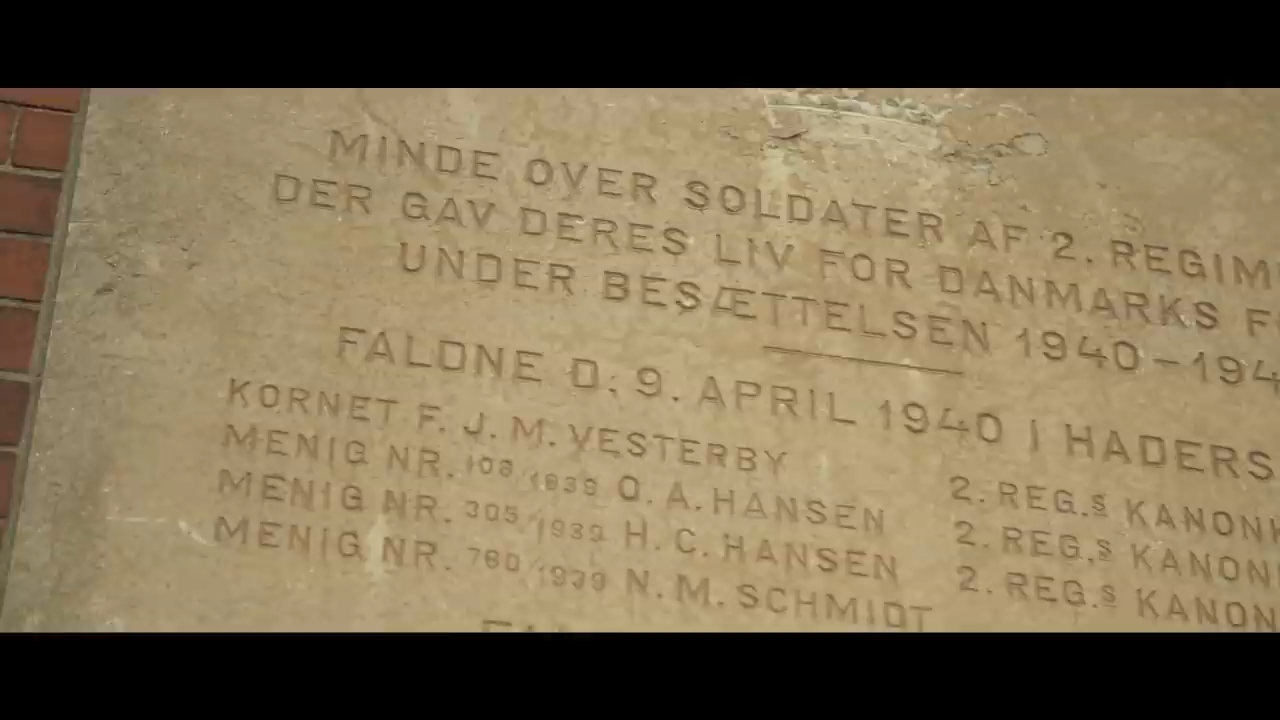 MINDE OVER SOLDATER AF 2. REGIM
DER GAV DERES LIV FOR DANMARKS F
UNDER BESÆTTELSEN 1940-194
FALDNE D. 9. APRIL 1940 I HADERS
KORNET F. J. M. VESTERBY
MENIG NR. 108/1939 O. A. HANSEN 2. REG.s KANON
MENIG NR. 305/1939 H. C. HANSEN 2. REG.s KANON
MENIG NR. 760/1939 N. M. SCHMIDT 2. REG.s KANON